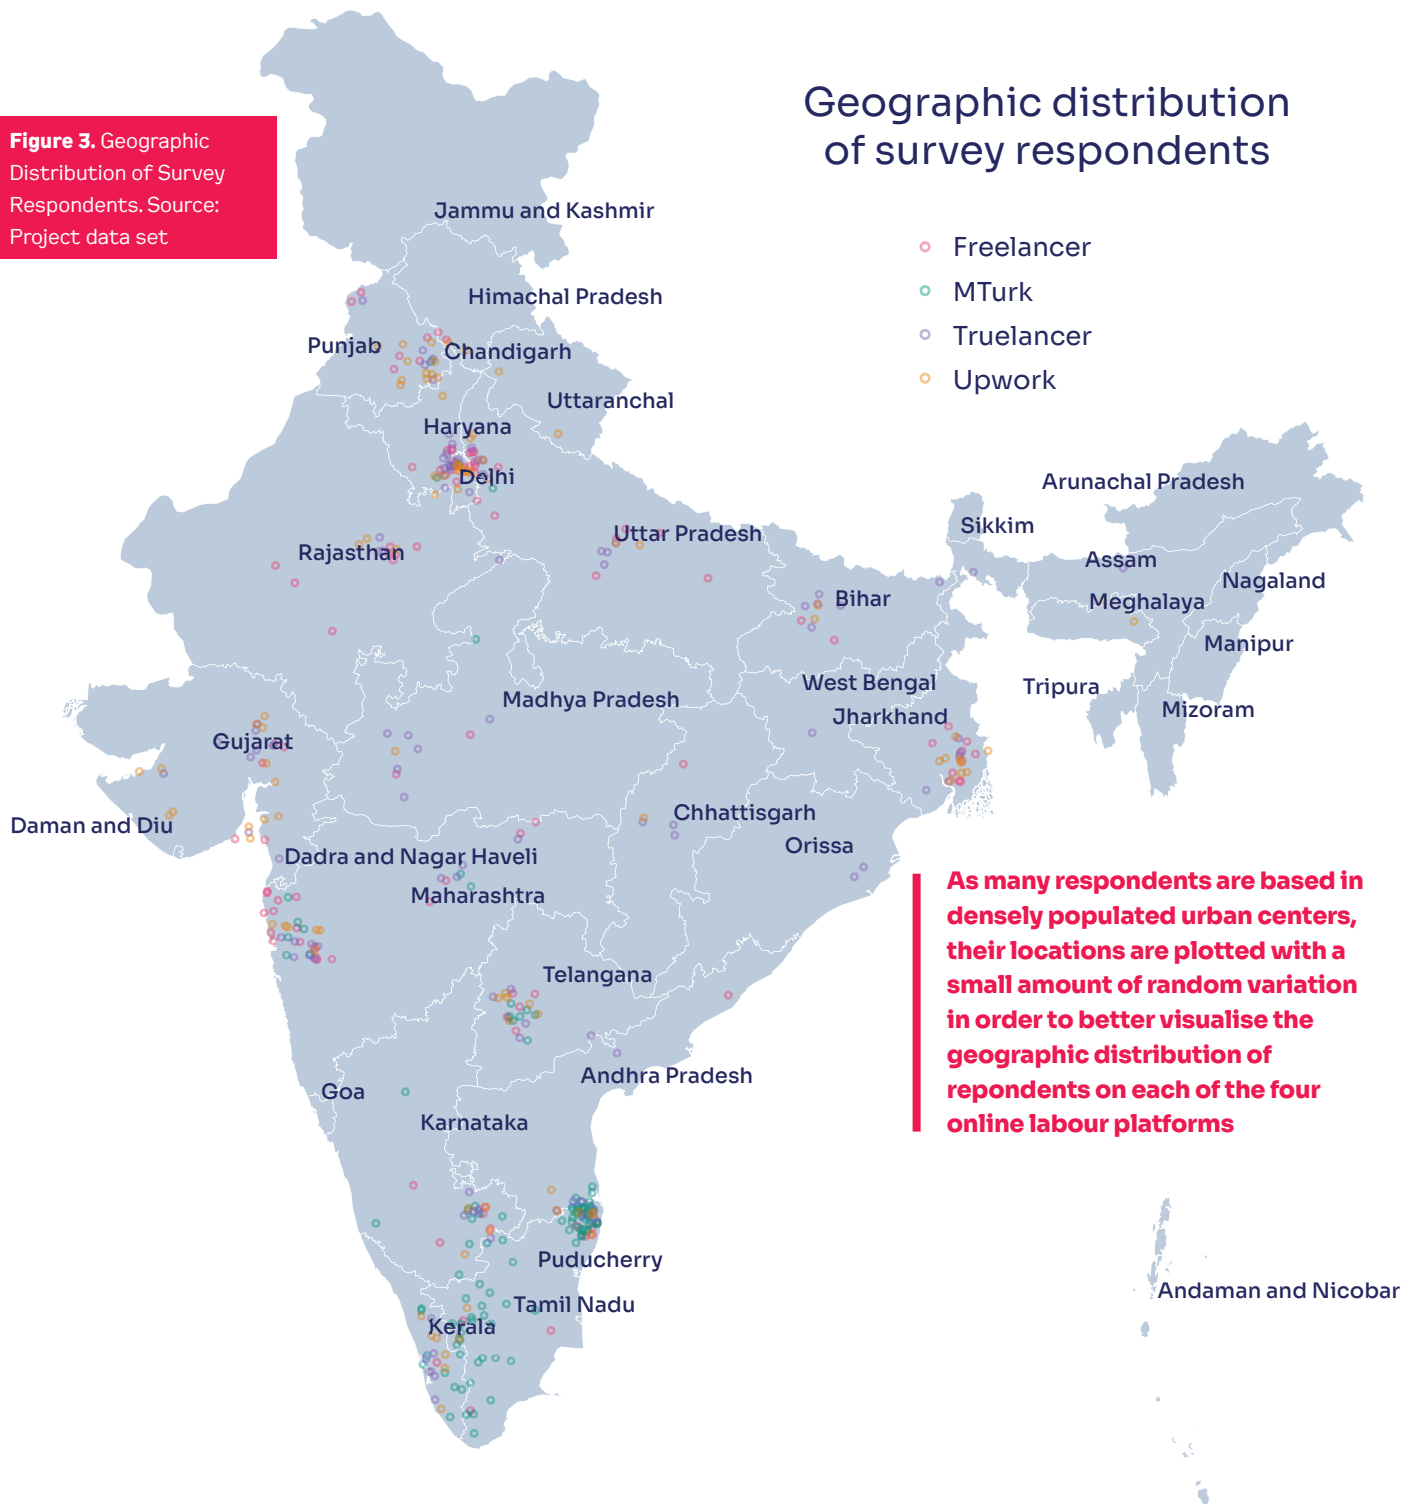 Geographic distribution
of survey respondents
Figure 3. Geographic
Distribution of Survey
Respondents. Source:
Project data set
Freelancer
MTurk
Truelancer
Upwork
Jammu and Kashmir
Himachal Pradesh
Punjab
Chandigarh
Uttaranchal
Haryana
Delhi
Arunachal Pradesh
Sikkim
Uttar Pradesh
Rajasthan
Assam
Nagaland
Bihar
Meghalaya
Manipur
West Bengal
Tripura
Madhya Pradesh
Mizoram
Jharkhand
Gujarat
Chhattisgarh
Daman and Diu
Orissa
Dadra and Nagar Haveli
Maharashtra
As many respondents are based in
densely populated urban centers,
their locations are plotted with a
small amount of random variation
in order to better visualise the
geographic distribution of
repondents on each of the four
online labour platforms
Telangana
Andhra Pradesh
Goa
Karnataka
Puducherry
Andaman and Nicobar
Tamil Nadu
Kerala